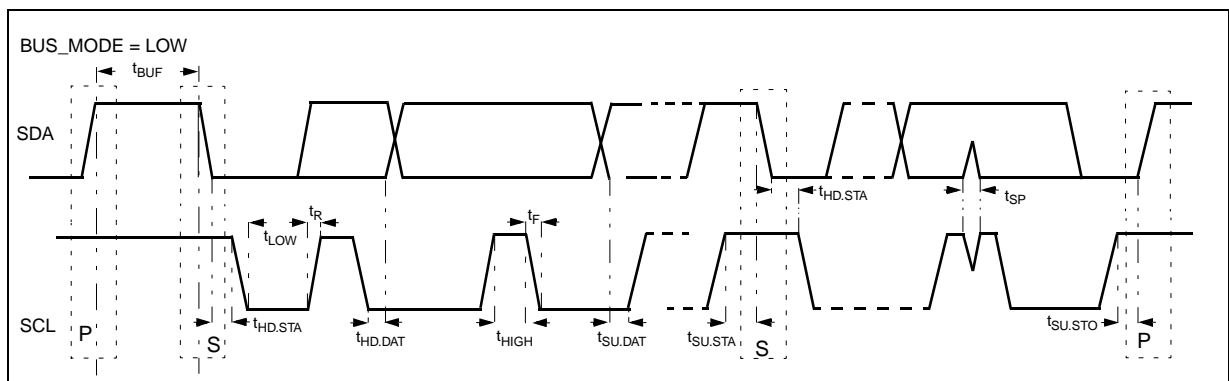 BUS_MODE = LOW
tBUF
SDA
tHD.STA
tSP
tR
tF
tLOW
SCL
P
S
tHD.STA
tHD.DAT
tHIGH
tSU.DAT
tSU.STA
S
tSU.STO
P